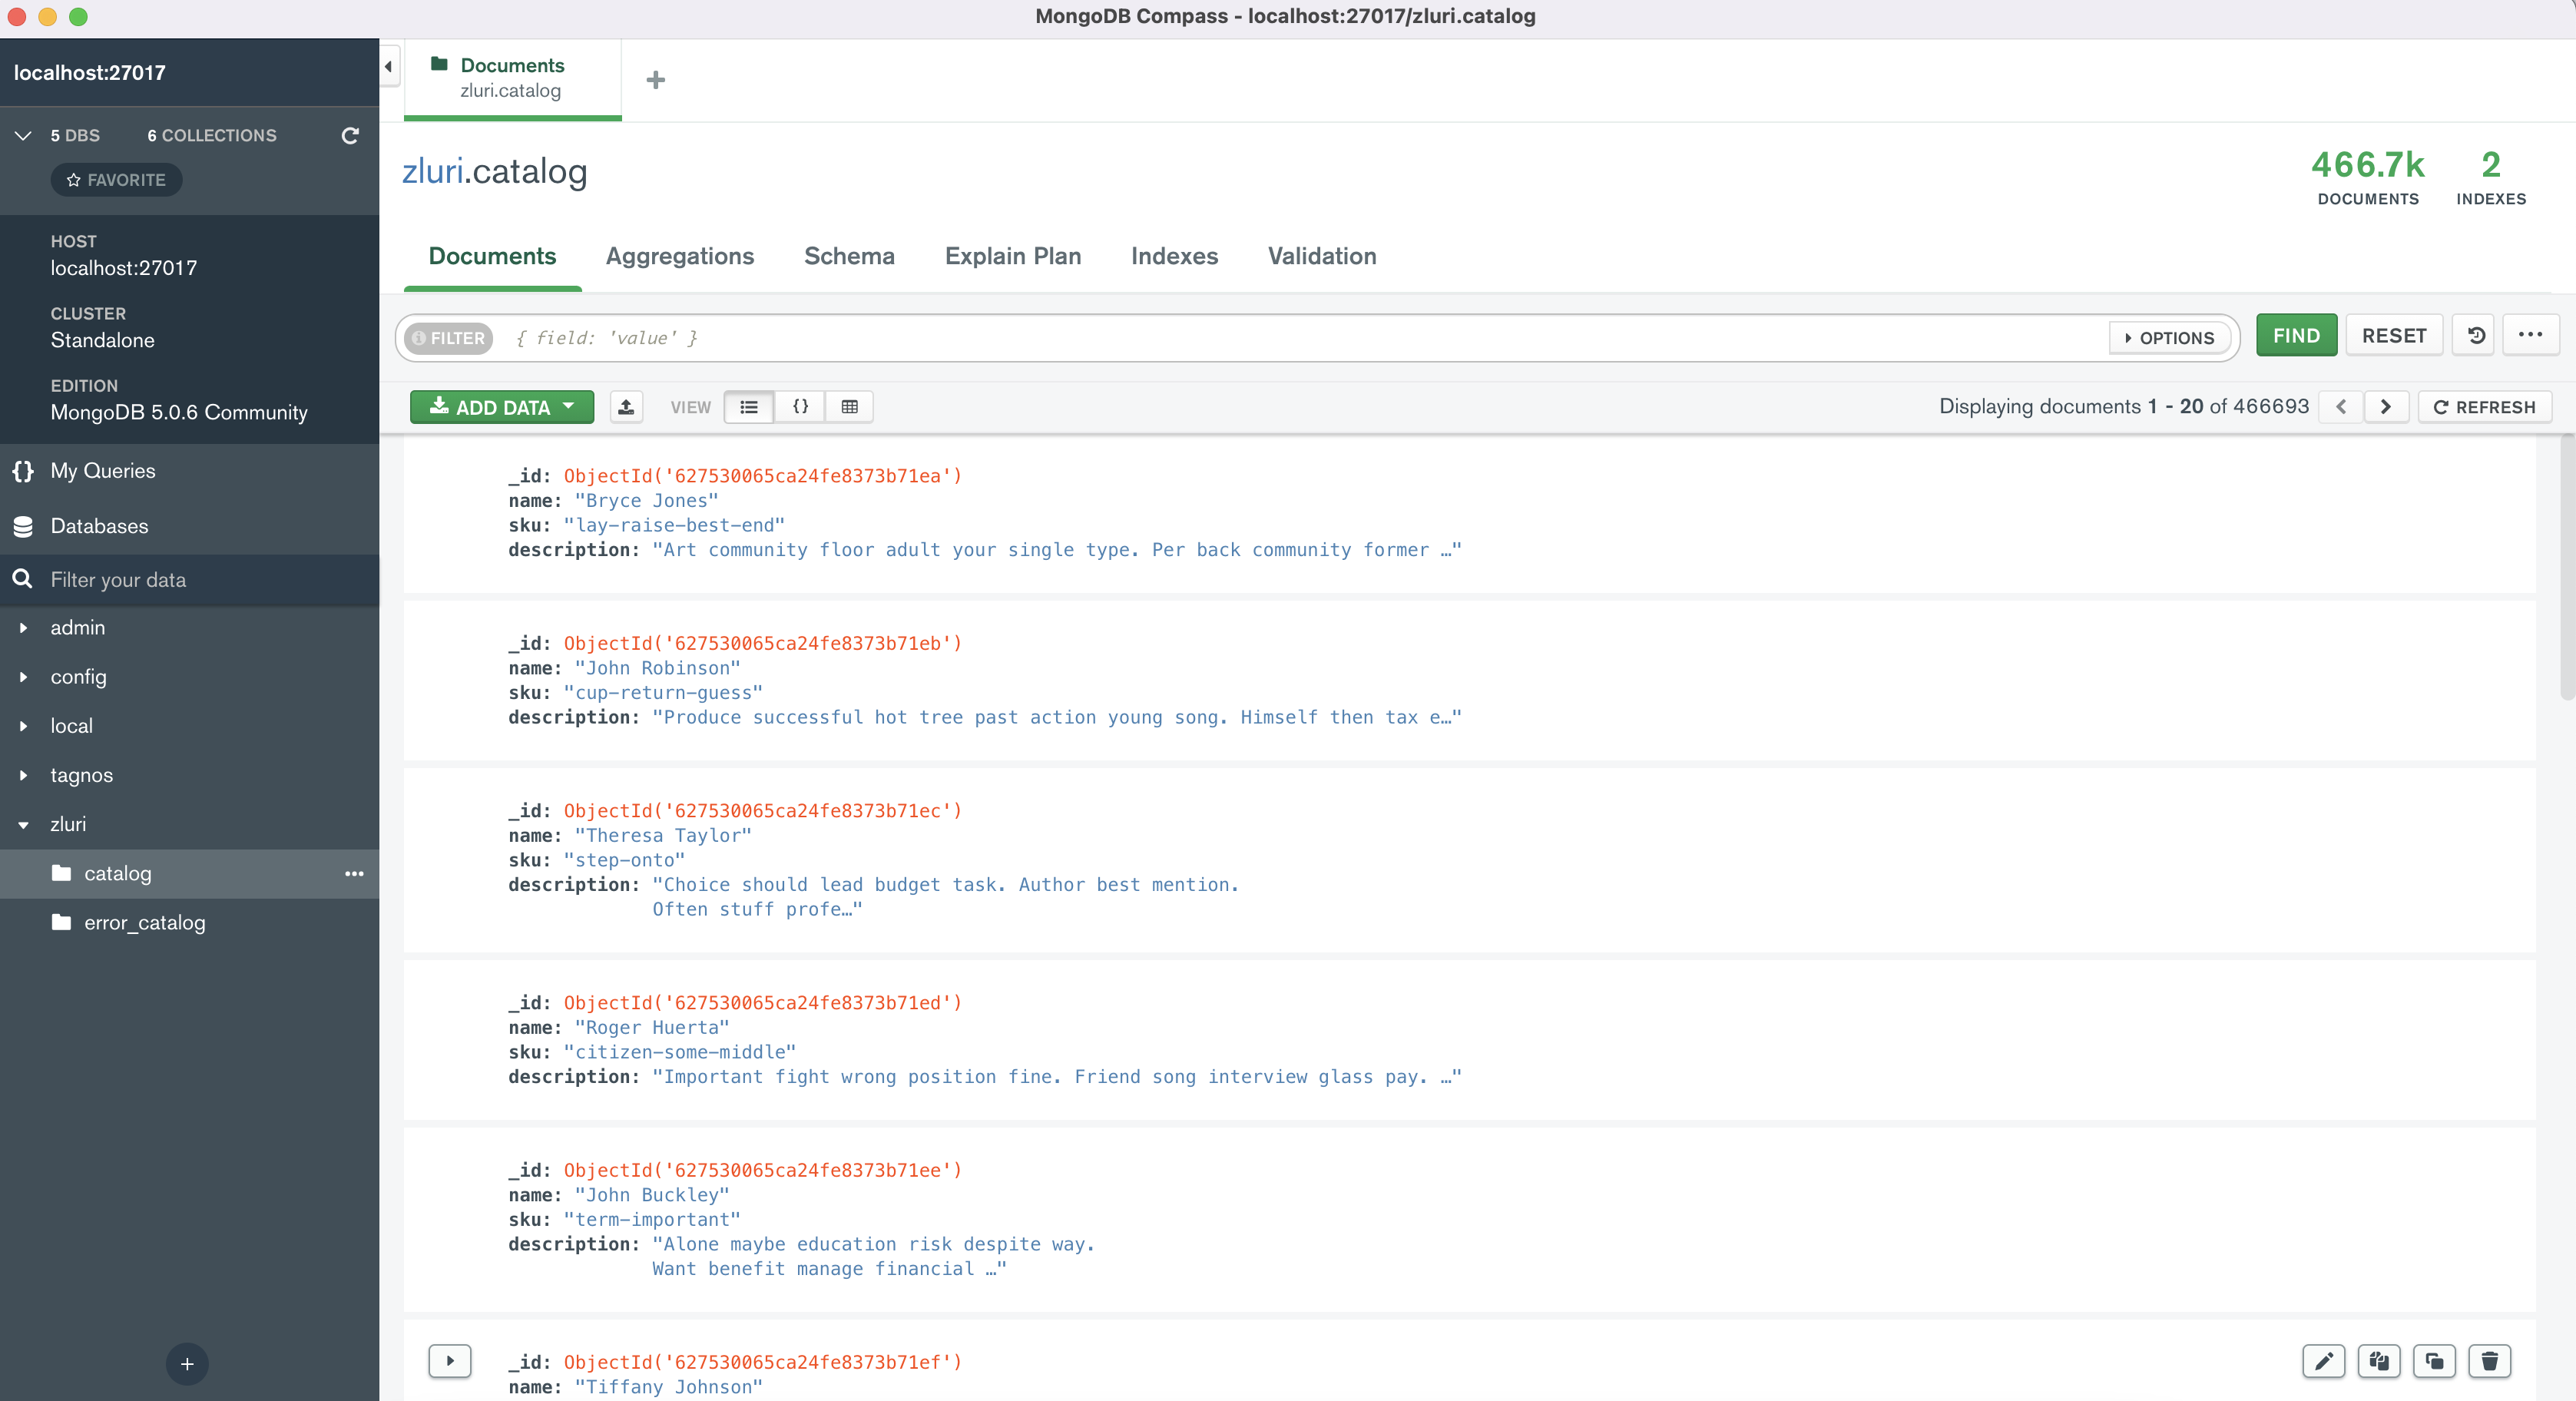 MongoDB Compass - localhost:27017/zluri.catalog
localhost:27017
5 DBS 6 COLLECTIONS
FAVORITE
HOST
localhost:27017
CLUSTER
Standalone
EDITION
MongoDB 5.0.6 Community
My Queries
Databases
Filter your data
admin
config
local
tagnos
zluri
catalog
error_catalog
Documents
zluri.catalog
zluri.catalog
466.7k
DOCUMENTS
2
INDEXES
Documents Aggregations Schema Explain Plan Indexes Validation
FILTER { field: 'value' } OPTIONS FIND RESET
ADD DATA VIEW Displaying documents 1 - 20 of 466693 REFRESH
_id: ObjectId('627530065ca24fe8373b71ea')
name: "Bryce Jones"
sku: "lay-raise-best-end"
description: "Art community floor adult your single type. Per back community former …"
_id: ObjectId('627530065ca24fe8373b71eb')
name: "John Robinson"
sku: "cup-return-guess"
description: "Produce successful hot tree past action young song. Himself then tax e…"
_id: ObjectId('627530065ca24fe8373b71ec')
name: "Theresa Taylor"
sku: "step-onto"
description: "Choice should lead budget task. Author best mention.
Often stuff profe…"
_id: ObjectId('627530065ca24fe8373b71ed')
name: "Roger Huerta"
sku: "citizen-some-middle"
description: "Important fight wrong position fine. Friend song interview glass pay. …"
_id: ObjectId('627530065ca24fe8373b71ee')
name: "John Buckley"
sku: "term-important"
description: "Alone maybe education risk despite way.
Want benefit manage financial …"
_id: ObjectId('627530065ca24fe8373b71ef')
name: "Tiffany Johnson"